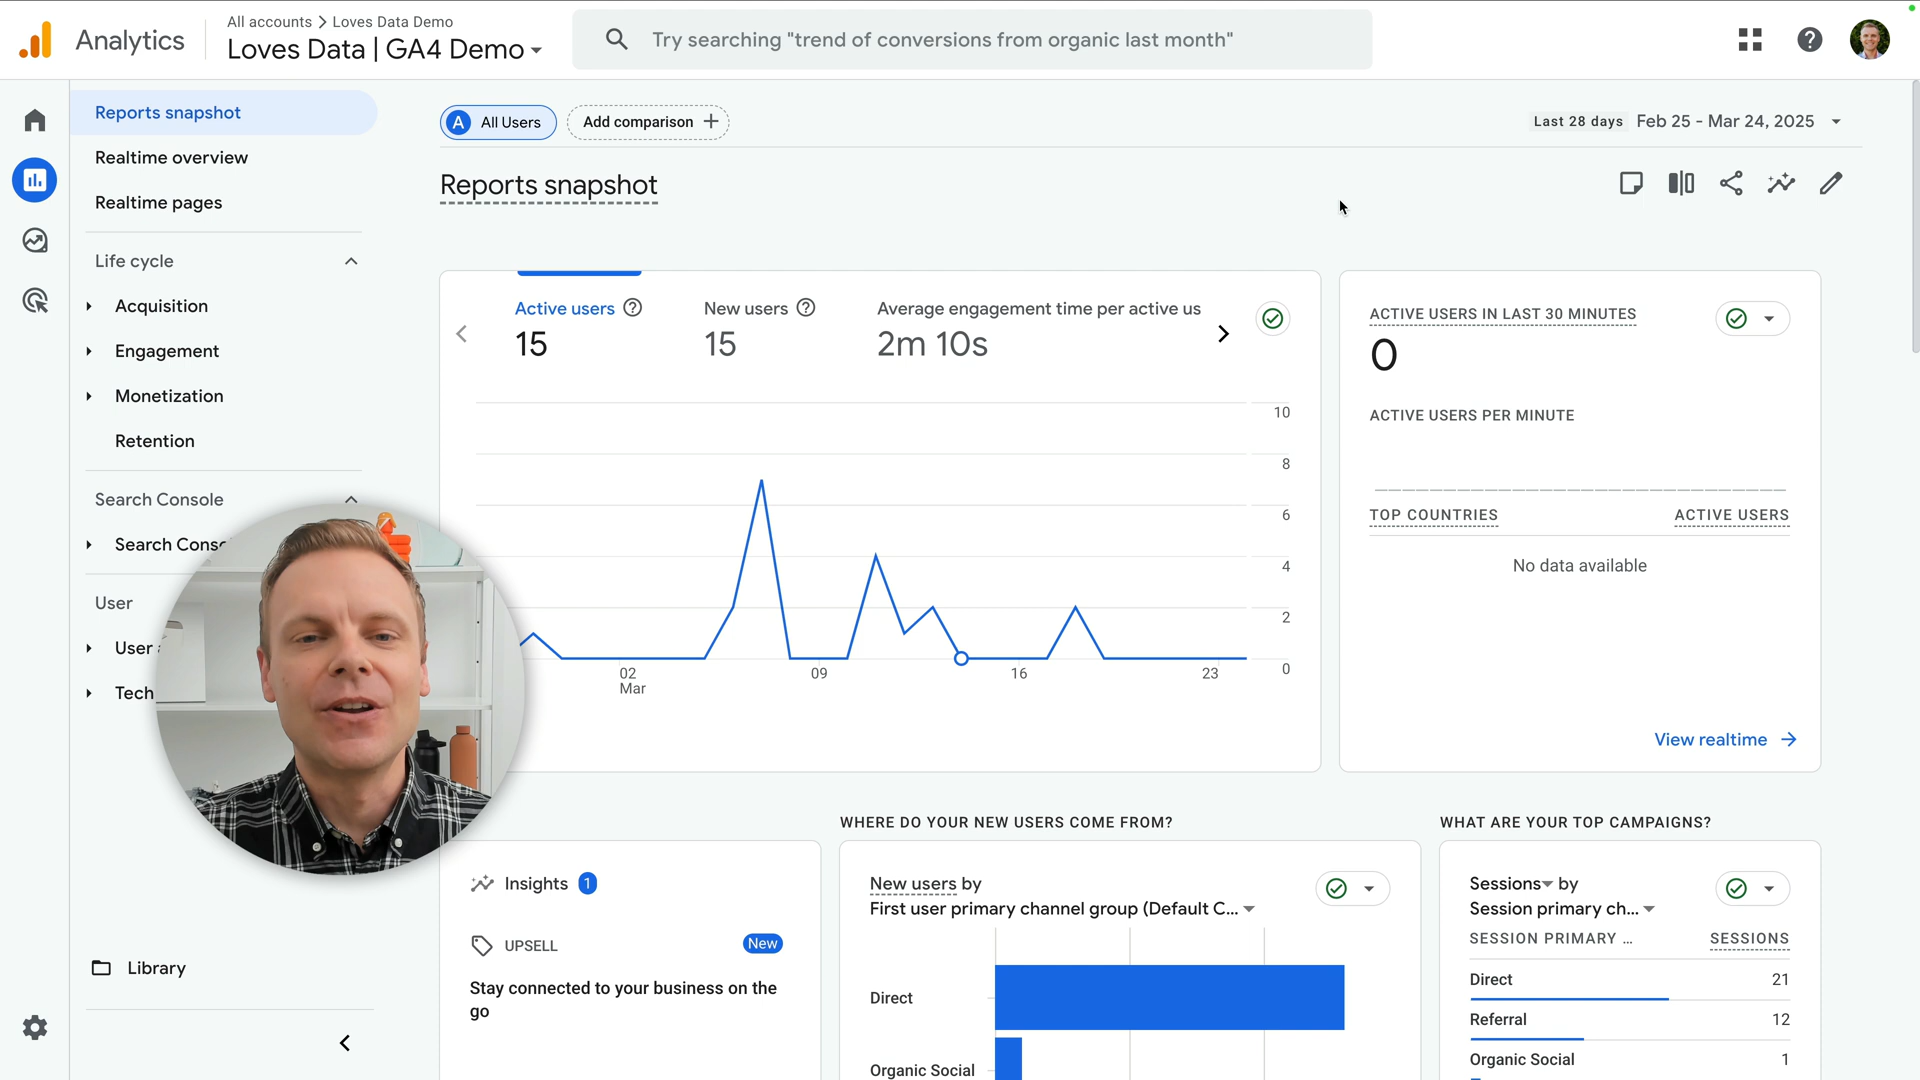 Analytics
All accounts > Loves Data Demo
Loves Data | GA4 Demo
Try searching "trend of conversions from organic last month"
Reports snapshot
Realtime overview
Realtime pages
Life cycle
Acquisition
Engagement
Monetization
Retention
Search Console
Search Cons
User
User
Tech
Library
A All Users
Add comparison +
Last 28 days Feb 25 - Mar 24, 2025
Reports snapshot
Active users
15
New users
15
Average engagement time per active us
2m 10s
10
8
6
4
2
0
02
Mar
09
16
23
ACTIVE USERS IN LAST 30 MINUTES
0
ACTIVE USERS PER MINUTE
TOP COUNTRIES
ACTIVE USERS
No data available
View realtime
Insights 1
UPSELL
New
Stay connected to your business on the
go
WHERE DO YOUR NEW USERS COME FROM?
New users by
First user primary channel group (Default C...
Direct
Organic Social
WHAT ARE YOUR TOP CAMPAIGNS?
Sessions by
Session primary ch...
SESSION PRIMARY ...
SESSIONS
Direct 21
Referral 12
Organic Social 1